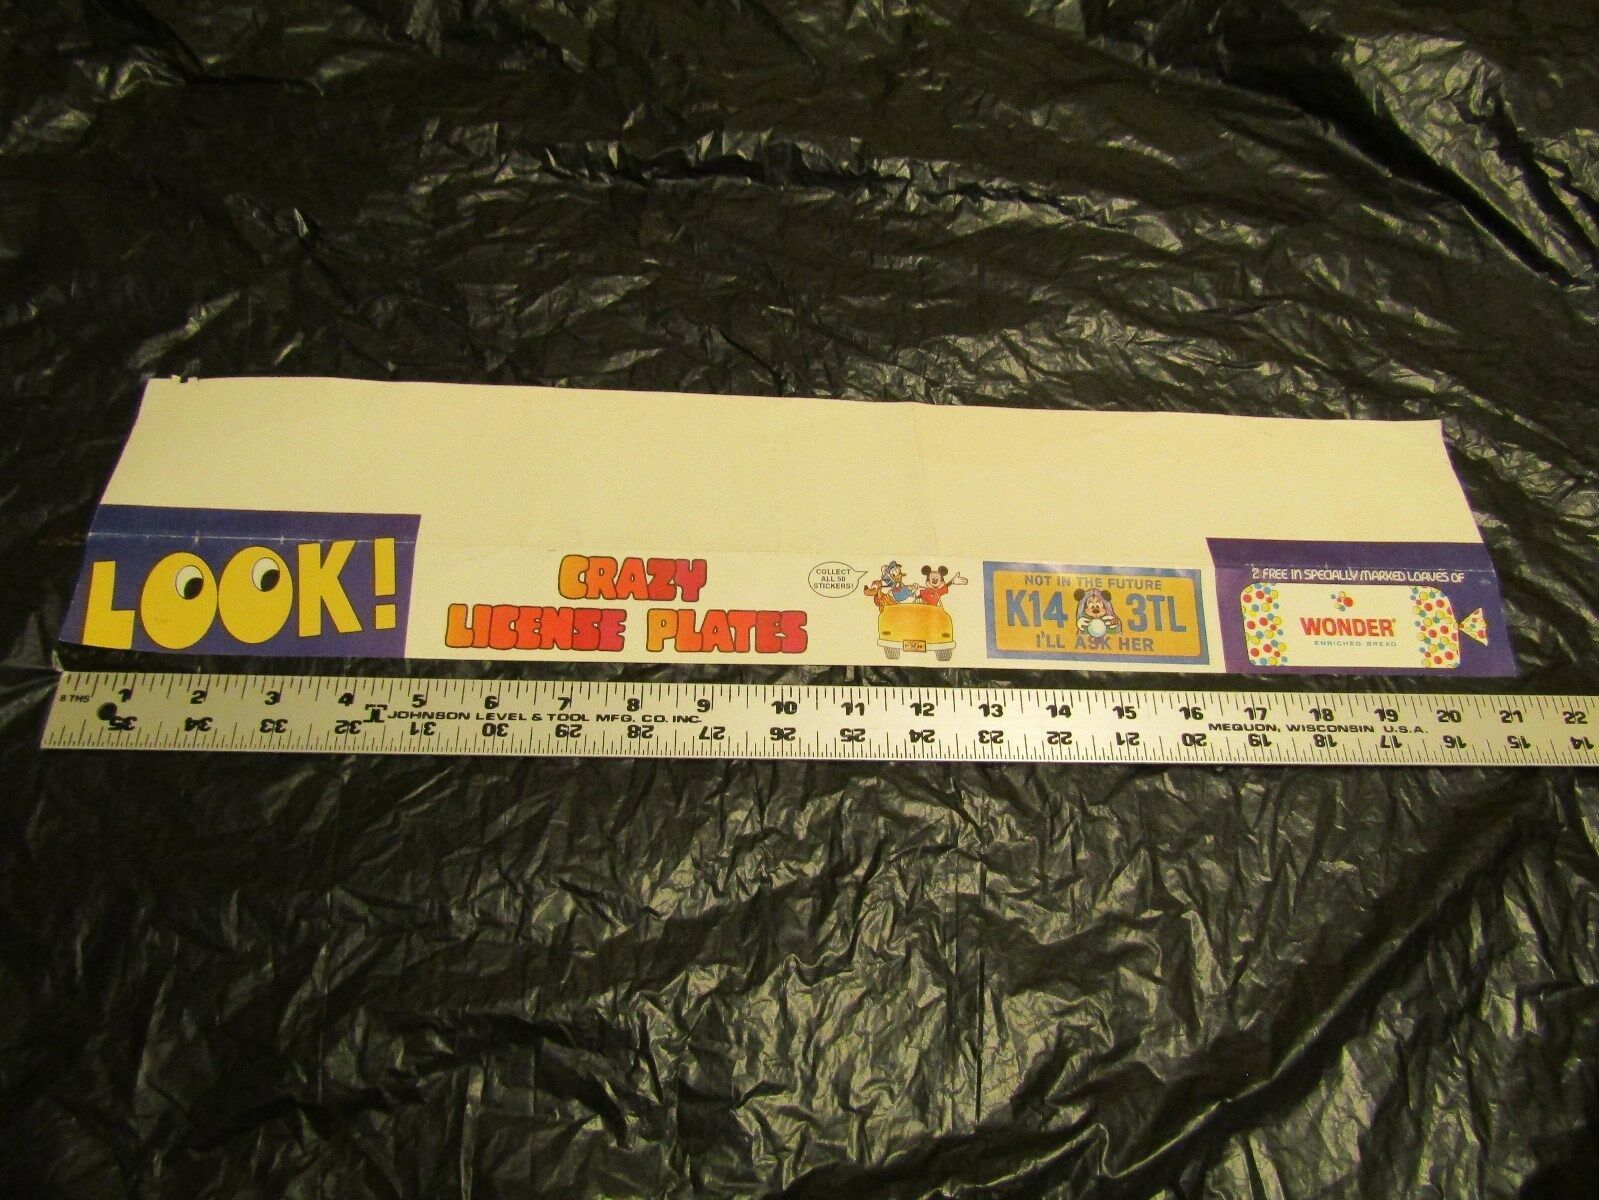 LOOK!
CRAZY
LICENSE PLATES
COLLECT
ALL 50
STICKERS!
NOT IN THE FUTURE
K14 3TL
I'LL ASK HER
2 FREE IN SPECIALLY MARKED LOAVES OF
WONDER
ENRICHED BREAD
8 THS 1 2 3 4 5 6 7 8 9 10 11 12 13 14 15 16 17 18 19 20 21 22
JOHNSON LEVEL & TOOL MFG. CO. INC. MEQUON, WISCONSIN U.S.A.
35 34 33 32 31 30 29 28 27 26 25 24 23 22 21 20 19 18 17 16 15 14